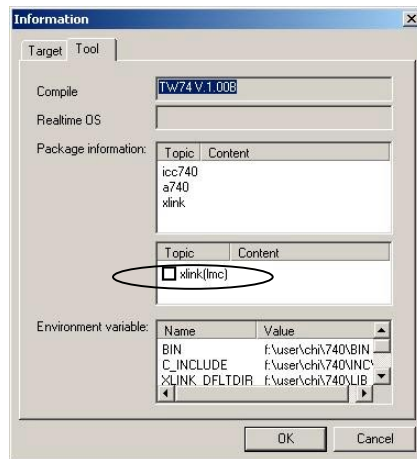 Information
Target Tool
Compile TW74 V.1.00B
Realtime OS
Package information: Topic Content
icc740
a740
xlink
Topic Content
xlink(lmc)
Environment variable: Name Value
BIN f:\user\chi\740\BIN
C_INCLUDE f:\user\chi\740\INC\
XLINK_DFLTDIR f:\user\chi\740\LIB
OK Cancel